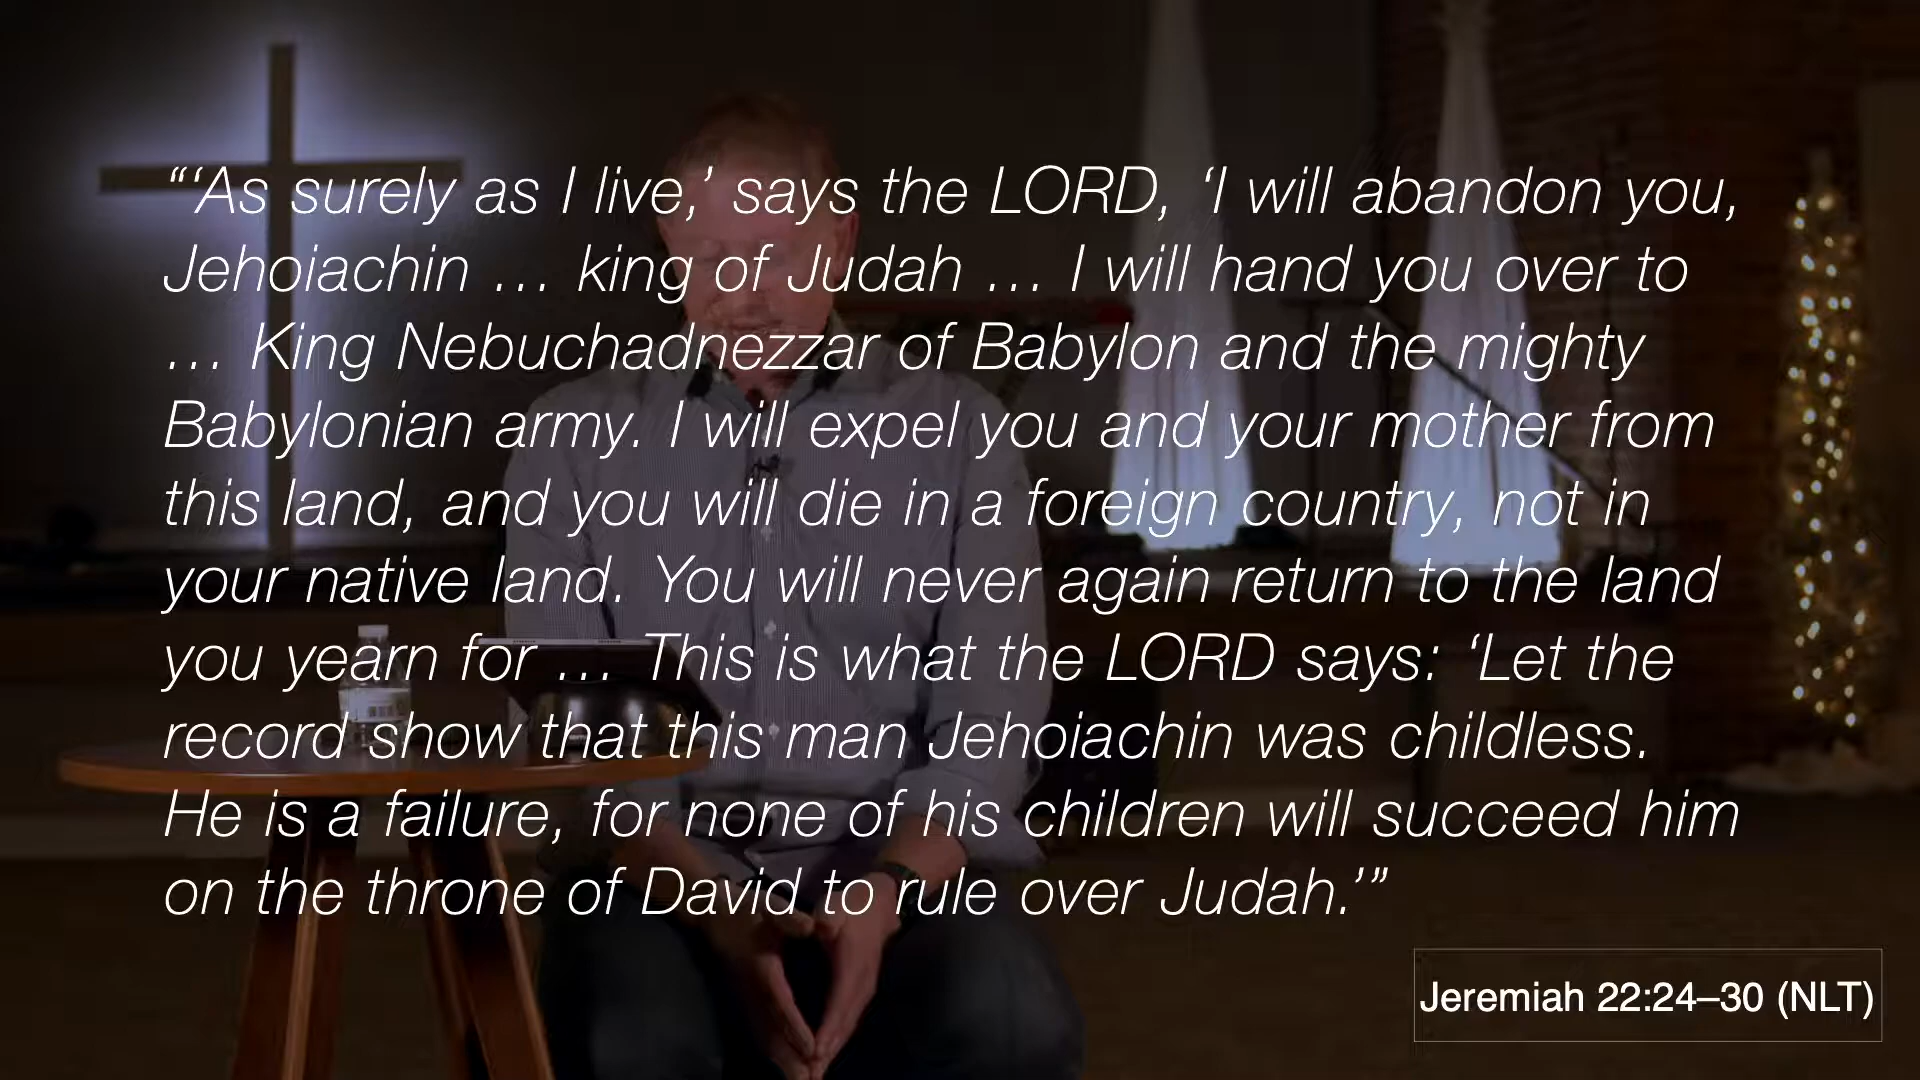 “‘As surely as I live,’ says the LORD, ‘I will abandon you,
Jehoiachin … king of Judah … I will hand you over to
… King Nebuchadnezzar of Babylon and the mighty
Babylonian army. I will expel you and your mother from
this land, and you will die in a foreign country, not in
your native land. You will never again return to the land
you yearn for … This is what the LORD says: ‘Let the
record show that this man Jehoiachin was childless.
He is a failure, for none of his children will succeed him
on the throne of David to rule over Judah.’”
Jeremiah 22:24–30 (NLT)